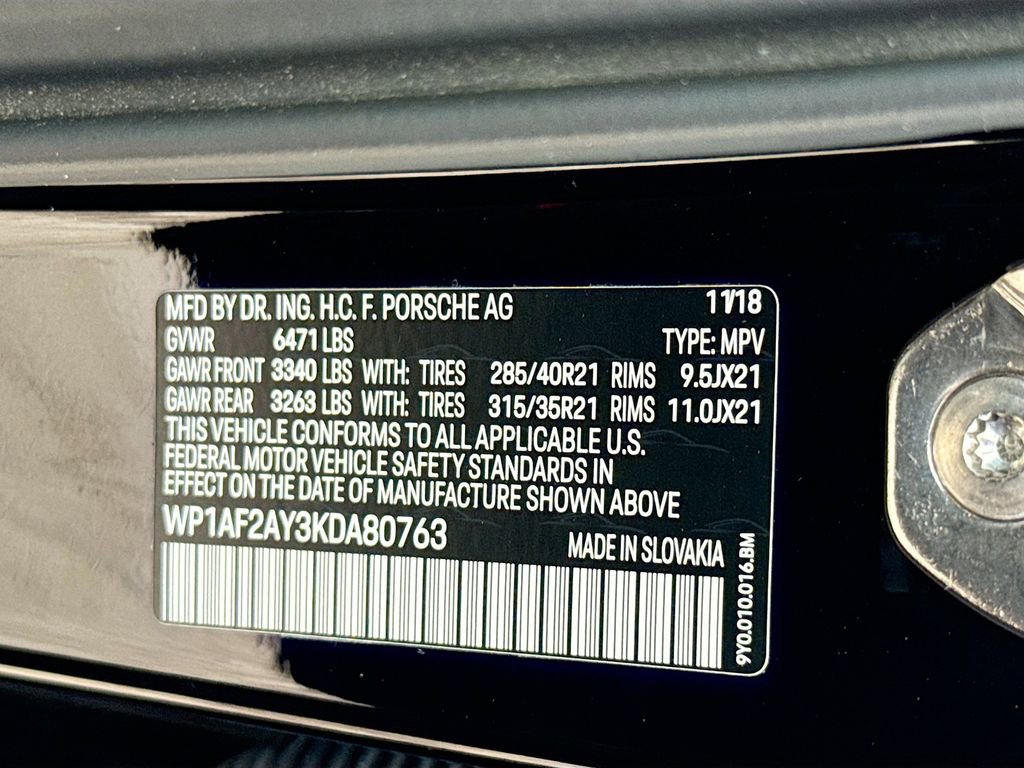 MFD BY DR. ING. H.C. F. PORSCHE AG 11/18
GVWR 6471 LBS TYPE: MPV
GAWR FRONT 3340 LBS WITH: TIRES 285/40R21 RIMS 9.5JX21
GAWR REAR 3263 LBS WITH: TIRES 315/35R21 RIMS 11.0JX21
THIS VEHICLE CONFORMS TO ALL APPLICABLE U.S.
FEDERAL MOTOR VEHICLE SAFETY STANDARDS IN
EFFECT ON THE DATE OF MANUFACTURE SHOWN ABOVE
WP1AF2AY3KDA80763
MADE IN SLOVAKIA
9Y0.010.016.BM